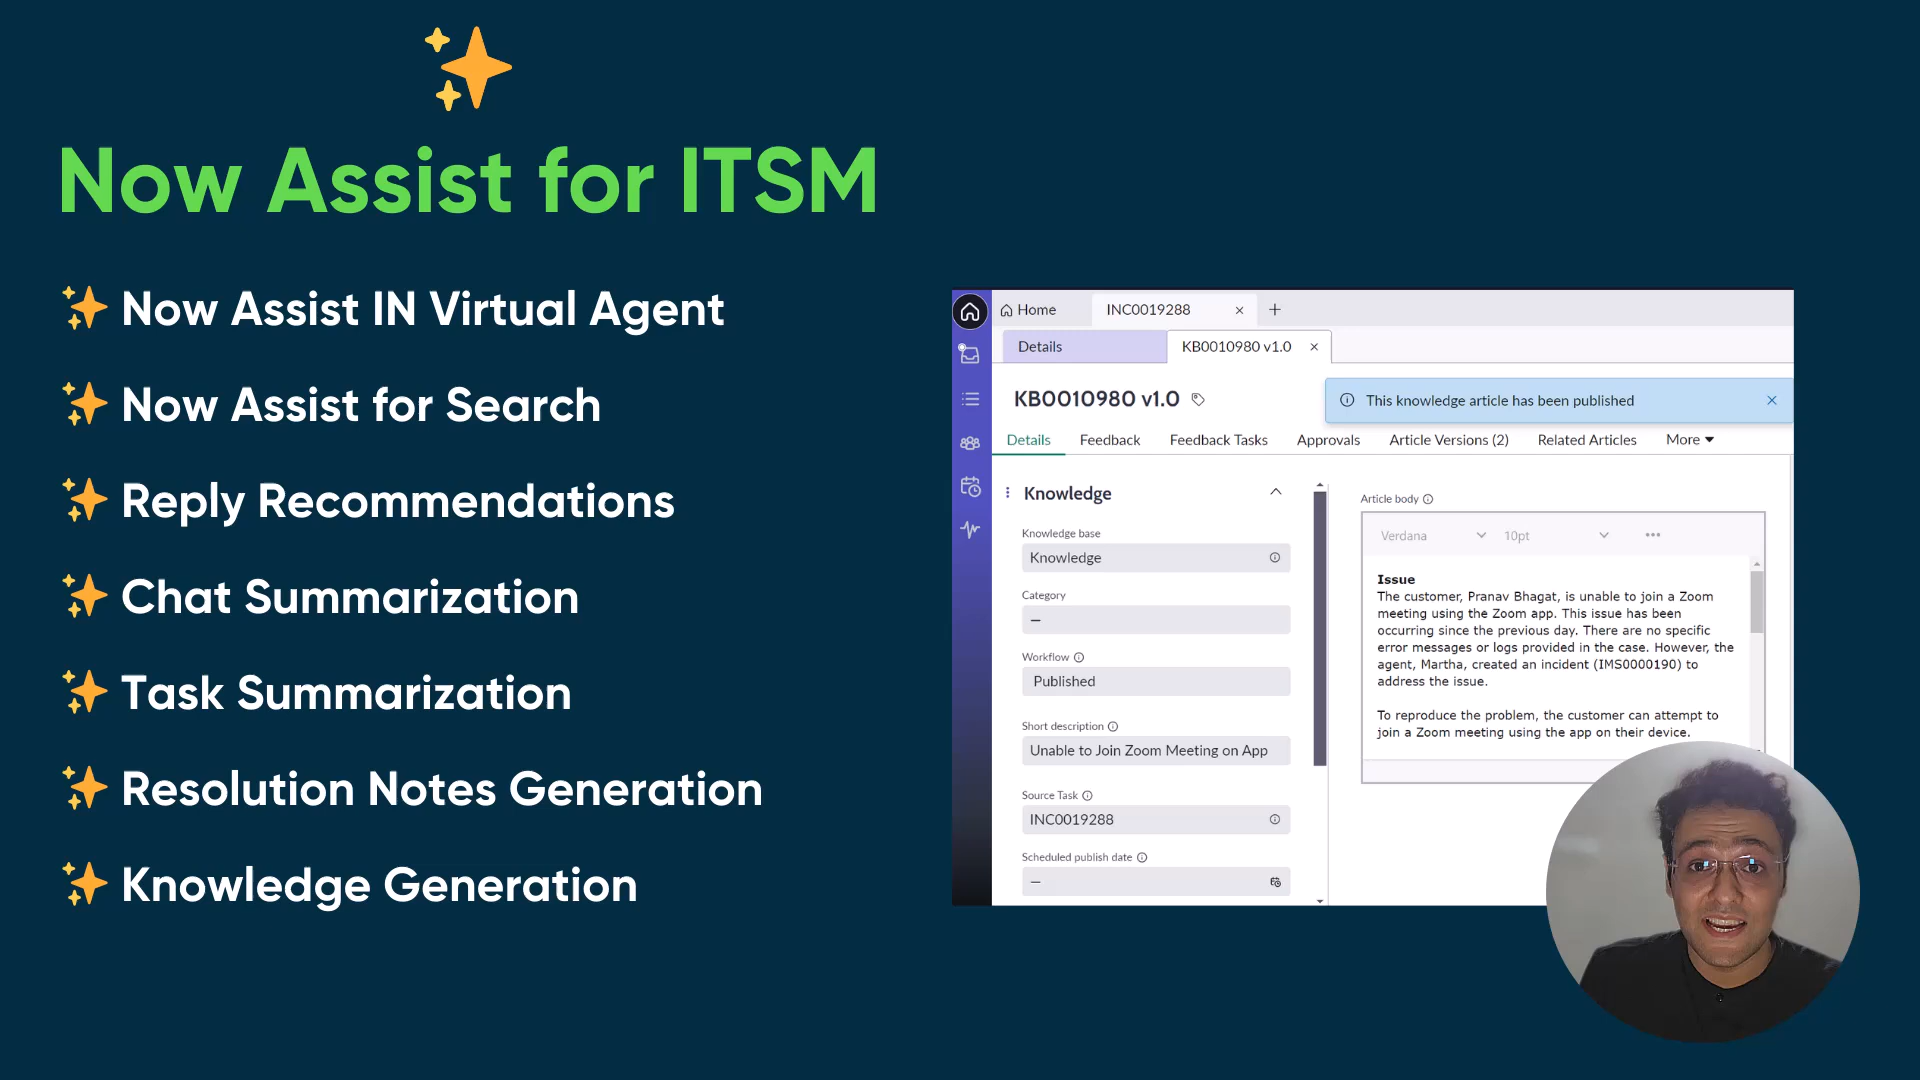 Now Assist for ITSM
Now Assist IN Virtual Agent
Now Assist for Search
Reply Recommendations
Chat Summarization
Task Summarization
Resolution Notes Generation
Knowledge Generation
Home
INC0019288
Details
KB0010980 v1.0
KB0010980 v1.0
This knowledge article has been published
Details
Feedback
Feedback Tasks
Approvals
Article Versions (2)
Related Articles
More
Knowledge
Knowledge base
Knowledge
Category
—
Workflow
Published
Short description
Unable to Join Zoom Meeting on App
Source Task
INC0019288
Scheduled publish date
—
Article body
Verdana
10pt
Issue
The customer, Pranav Bhagat, is unable to join a Zoom
meeting using the Zoom app. This issue has been
occurring since the previous day. There are no specific
error messages or logs provided in the case. However, the
agent, Martha, created an incident (IMS0000190) to
address the issue.
To reproduce the problem, the customer can attempt to
join a Zoom meeting using the app on their device.